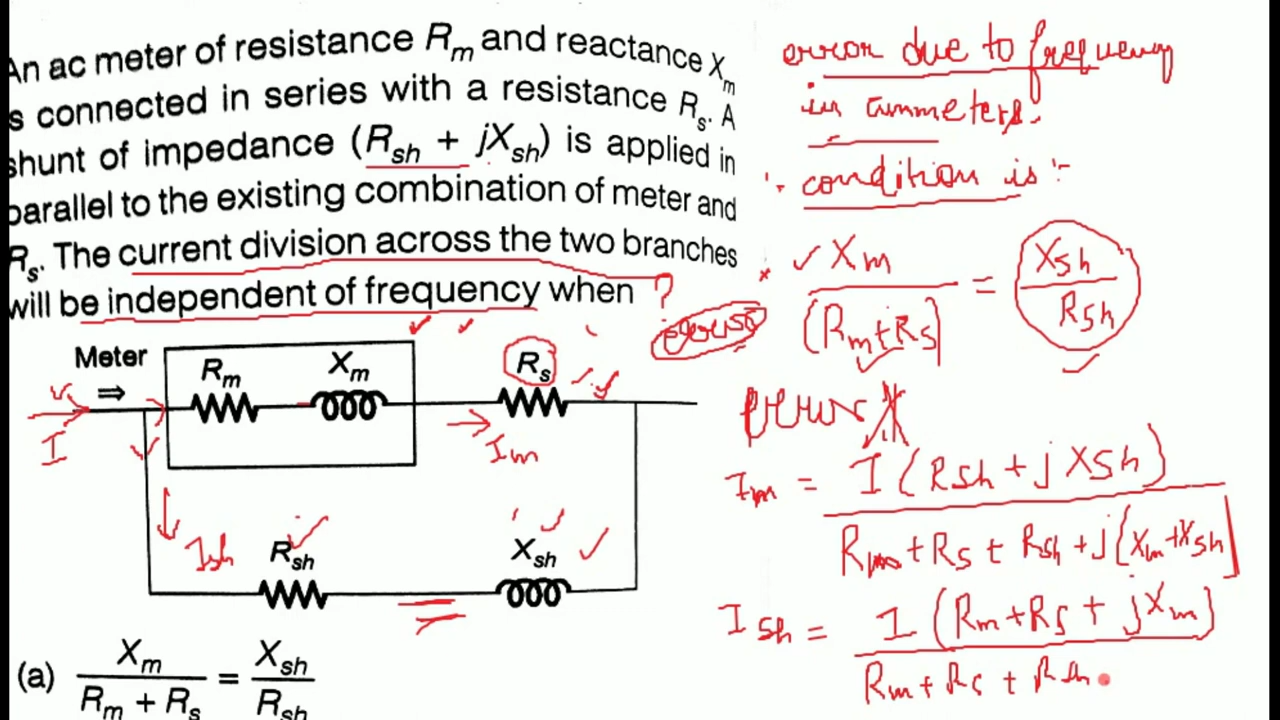 An ac meter of resistance Rm and reactance Xm
is connected in series with a resistance Rs. A
shunt of impedance (Rsh + jXsh) is applied in
parallel to the existing combination of meter and
Rs. The current division across the two branches
will be independent of frequency when ?
Meter
⇒
Rm
Xm
Rs
I
Im
Ish
Rsh
Xsh
(a) Xm / (Rm + Rs) = Xsh / Rsh
error due to frequency
in ammeters.
condition is :-
Xm / (Rm + Rs) = Xsh / Rsh
Im = I (Rsh + j Xsh) / Rm + Rs + Rsh + j[Xm + Xsh]
Ish = I (Rm + Rs + jXm) / Rm + Rs + Rsh